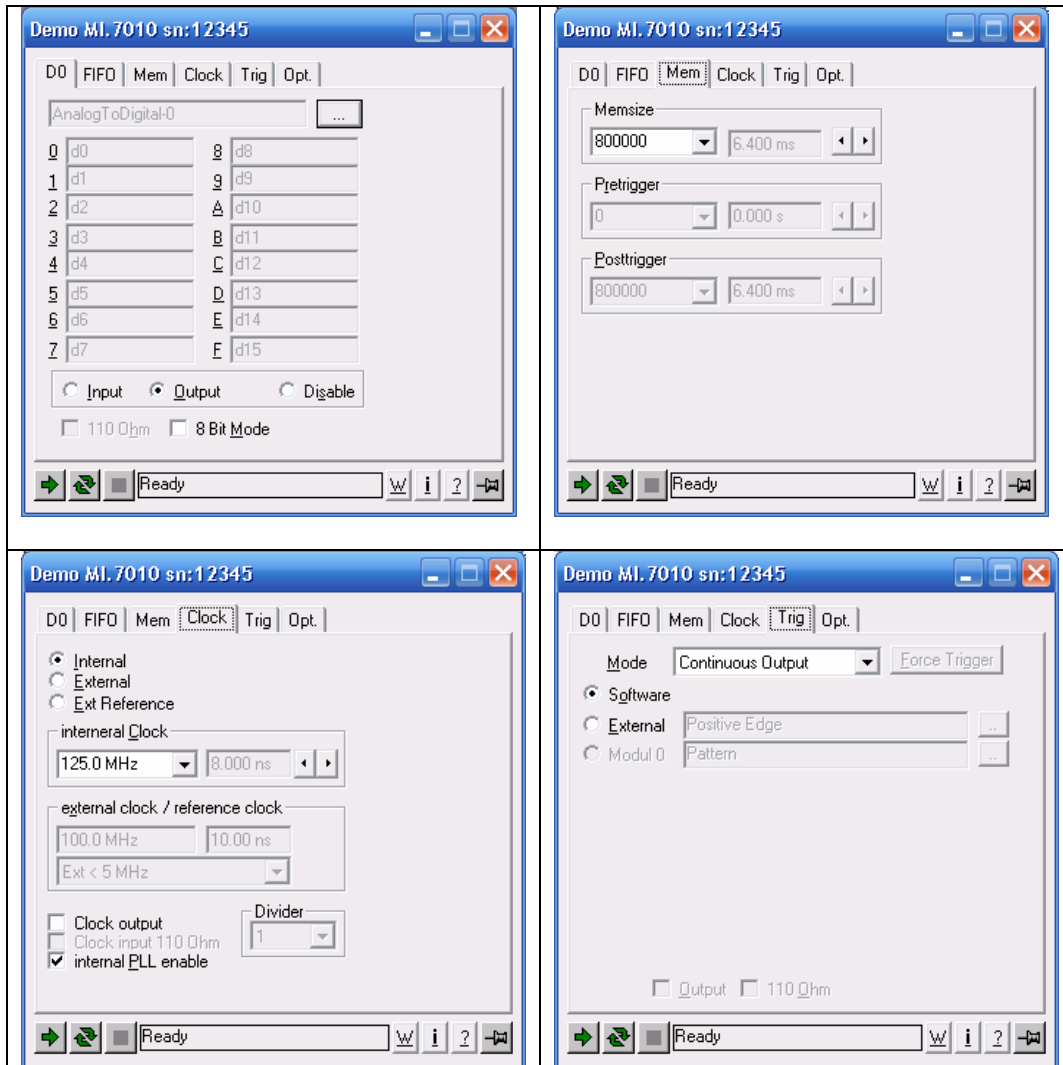 Demo MI.7010 sn:12345
D0 FIFO Mem Clock Trig Opt.
AnalogToDigital-0 ...
0 d0 8 d8
1 d1 9 d9
2 d2 A d10
3 d3 B d11
4 d4 C d12
5 d5 D d13
6 d6 E d14
7 d7 F d15
Input Output Disable
110 Ohm 8 Bit Mode
Ready W i ?
Demo MI.7010 sn:12345
D0 FIFO Mem Clock Trig Opt.
Memsize
800000 6.400 ms
Pretrigger
0 0.000 s
Posttrigger
800000 6.400 ms
Ready W i ?
Demo MI.7010 sn:12345
D0 FIFO Mem Clock Trig Opt.
Internal
External
Ext Reference
interneral Clock
125.0 MHz 8.000 ns
external clock / reference clock
100.0 MHz 10.00 ns
Ext < 5 MHz
Clock output
Clock input 110 Ohm
internal PLL enable
Divider
1
Ready W i ?
Demo MI.7010 sn:12345
D0 FIFO Mem Clock Trig Opt.
Mode Continuous Output Force Trigger
Software
External Positive Edge ..
Modul 0 Pattern ..
Output 110 Ohm
Ready W i ?